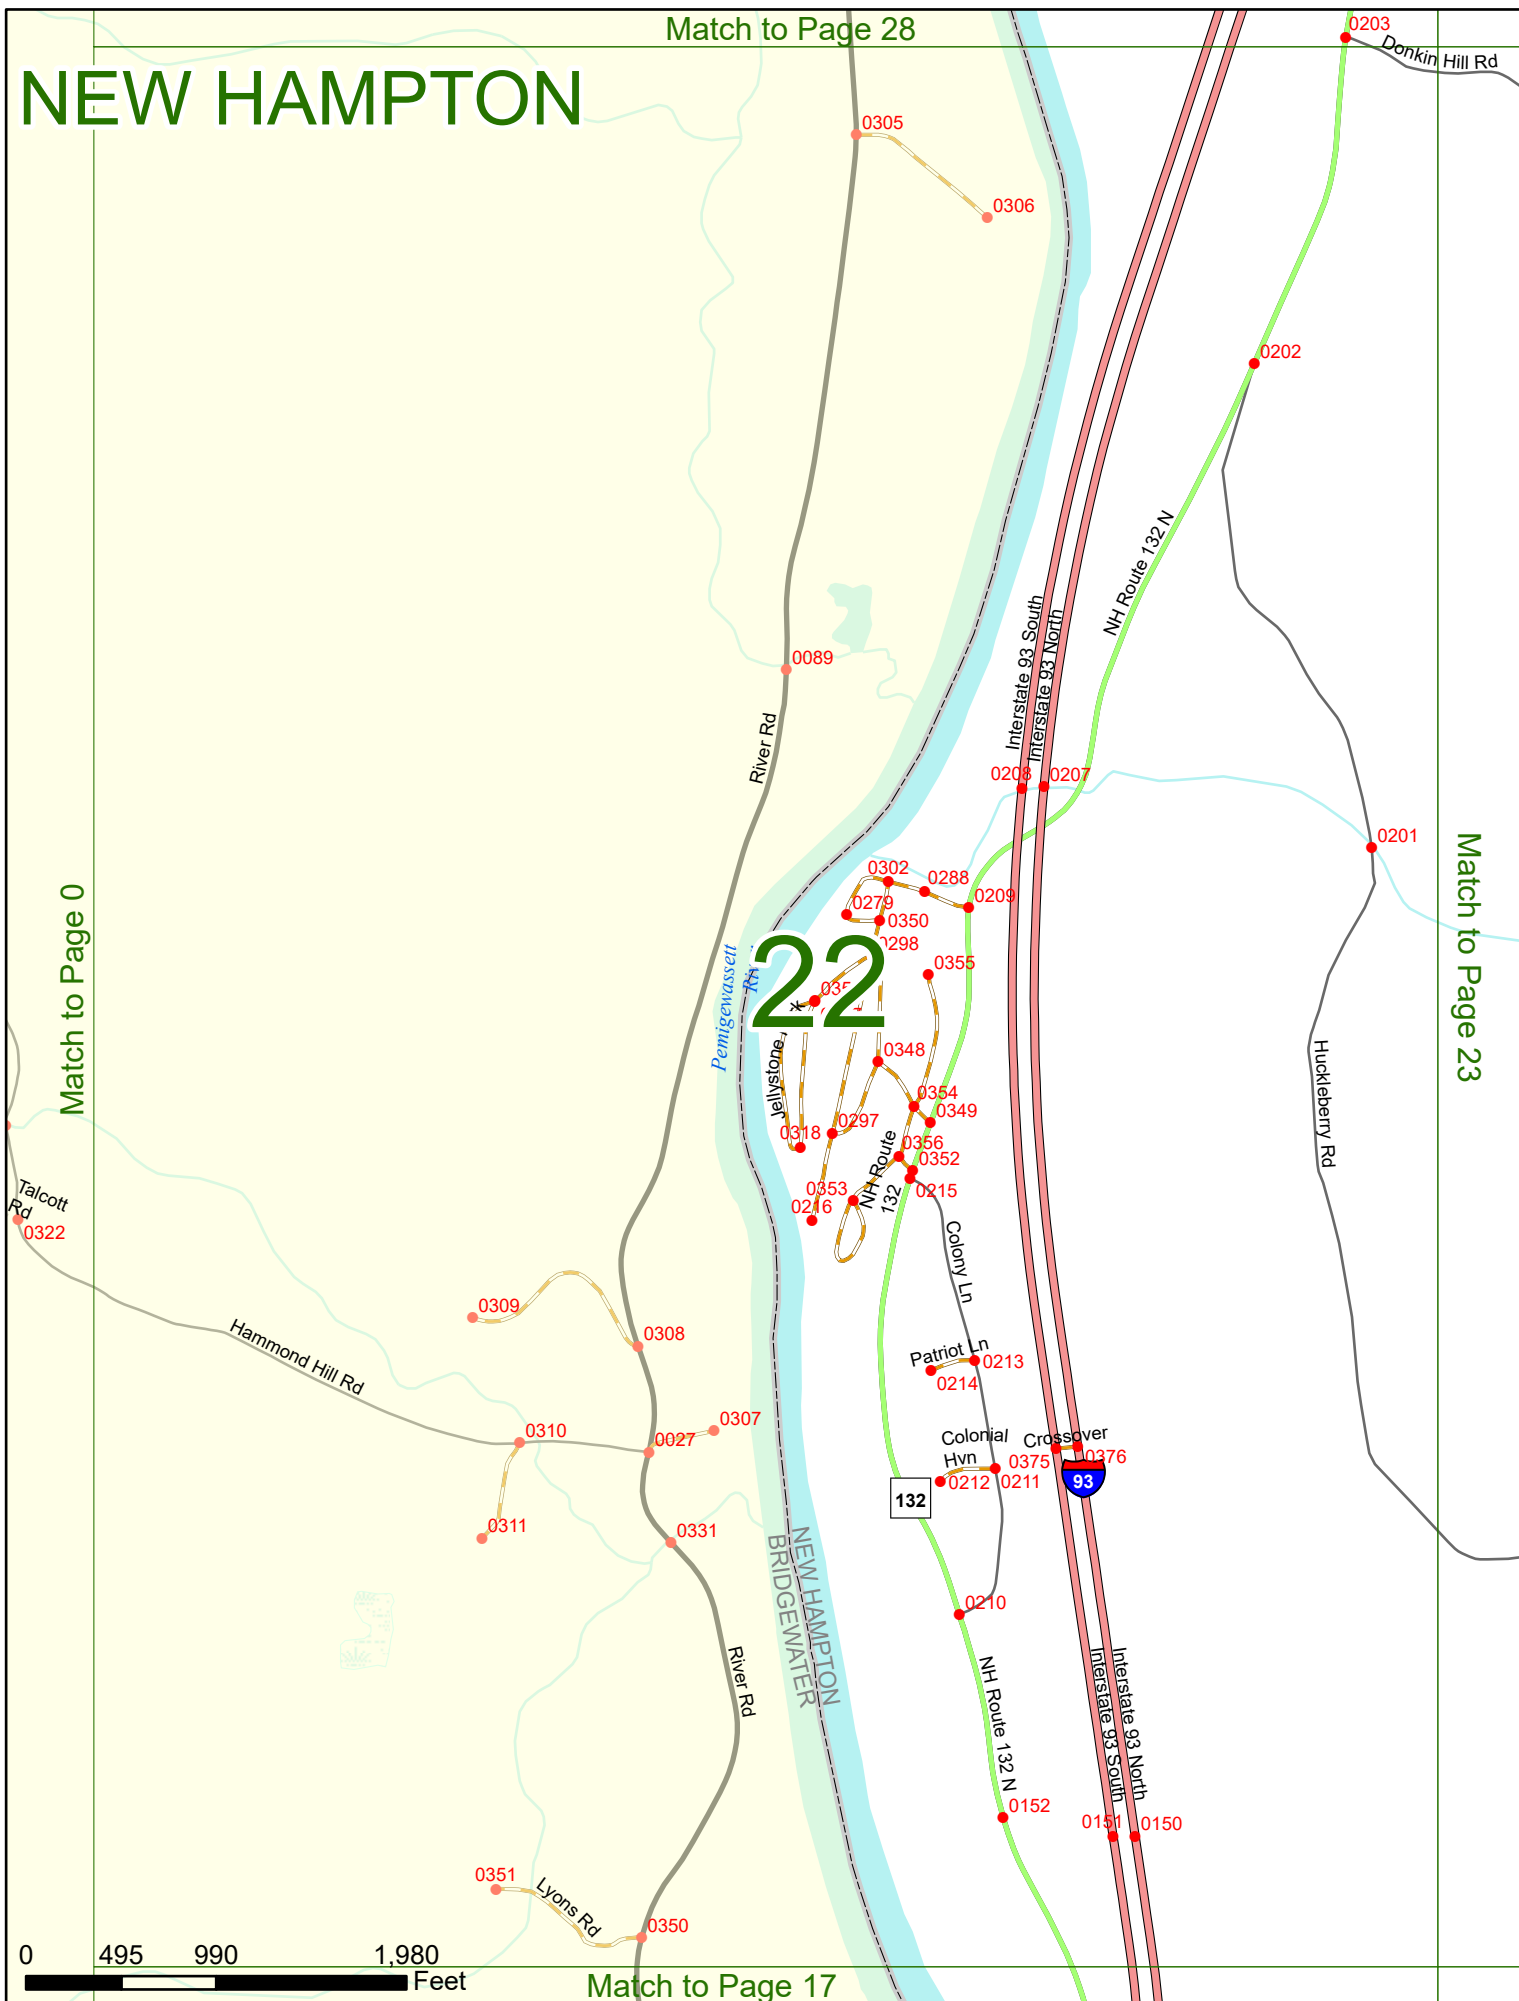 Match to Page 28
0203
Donkin Hill Rd
NEW HAMPTON
0305
0306
0202
NH Route 132 N
Interstate 93 South
Interstate 93 North
0089
River Rd
0208
0207
0201
Match to Page 0
Match to Page 23
0302
0288
0279
0209
0350
0298
0355
22
Pemigewassett
Jellystone
0348
Huckleberry Rd
0354
0349
0318
0297
0356
0352
NH Route
132
0353
0215
0216
Talcott
Rd
0322
Colony Ln
0309
0308
Hammond Hill Rd
Patriot Ln
0213
0214
0307
0310
0027
Colonial
Hvn
Crossover
0375
0376
0212
0211
93
132
0311
0331
NEW HAMPTON
BRIDGEWATER
0210
River Rd
NH Route 132 N
Interstate 93 South
Interstate 93 North
0152
0151
0150
0351
Lyons Rd
0350
0 495 990 1,980
Feet
Match to Page 17